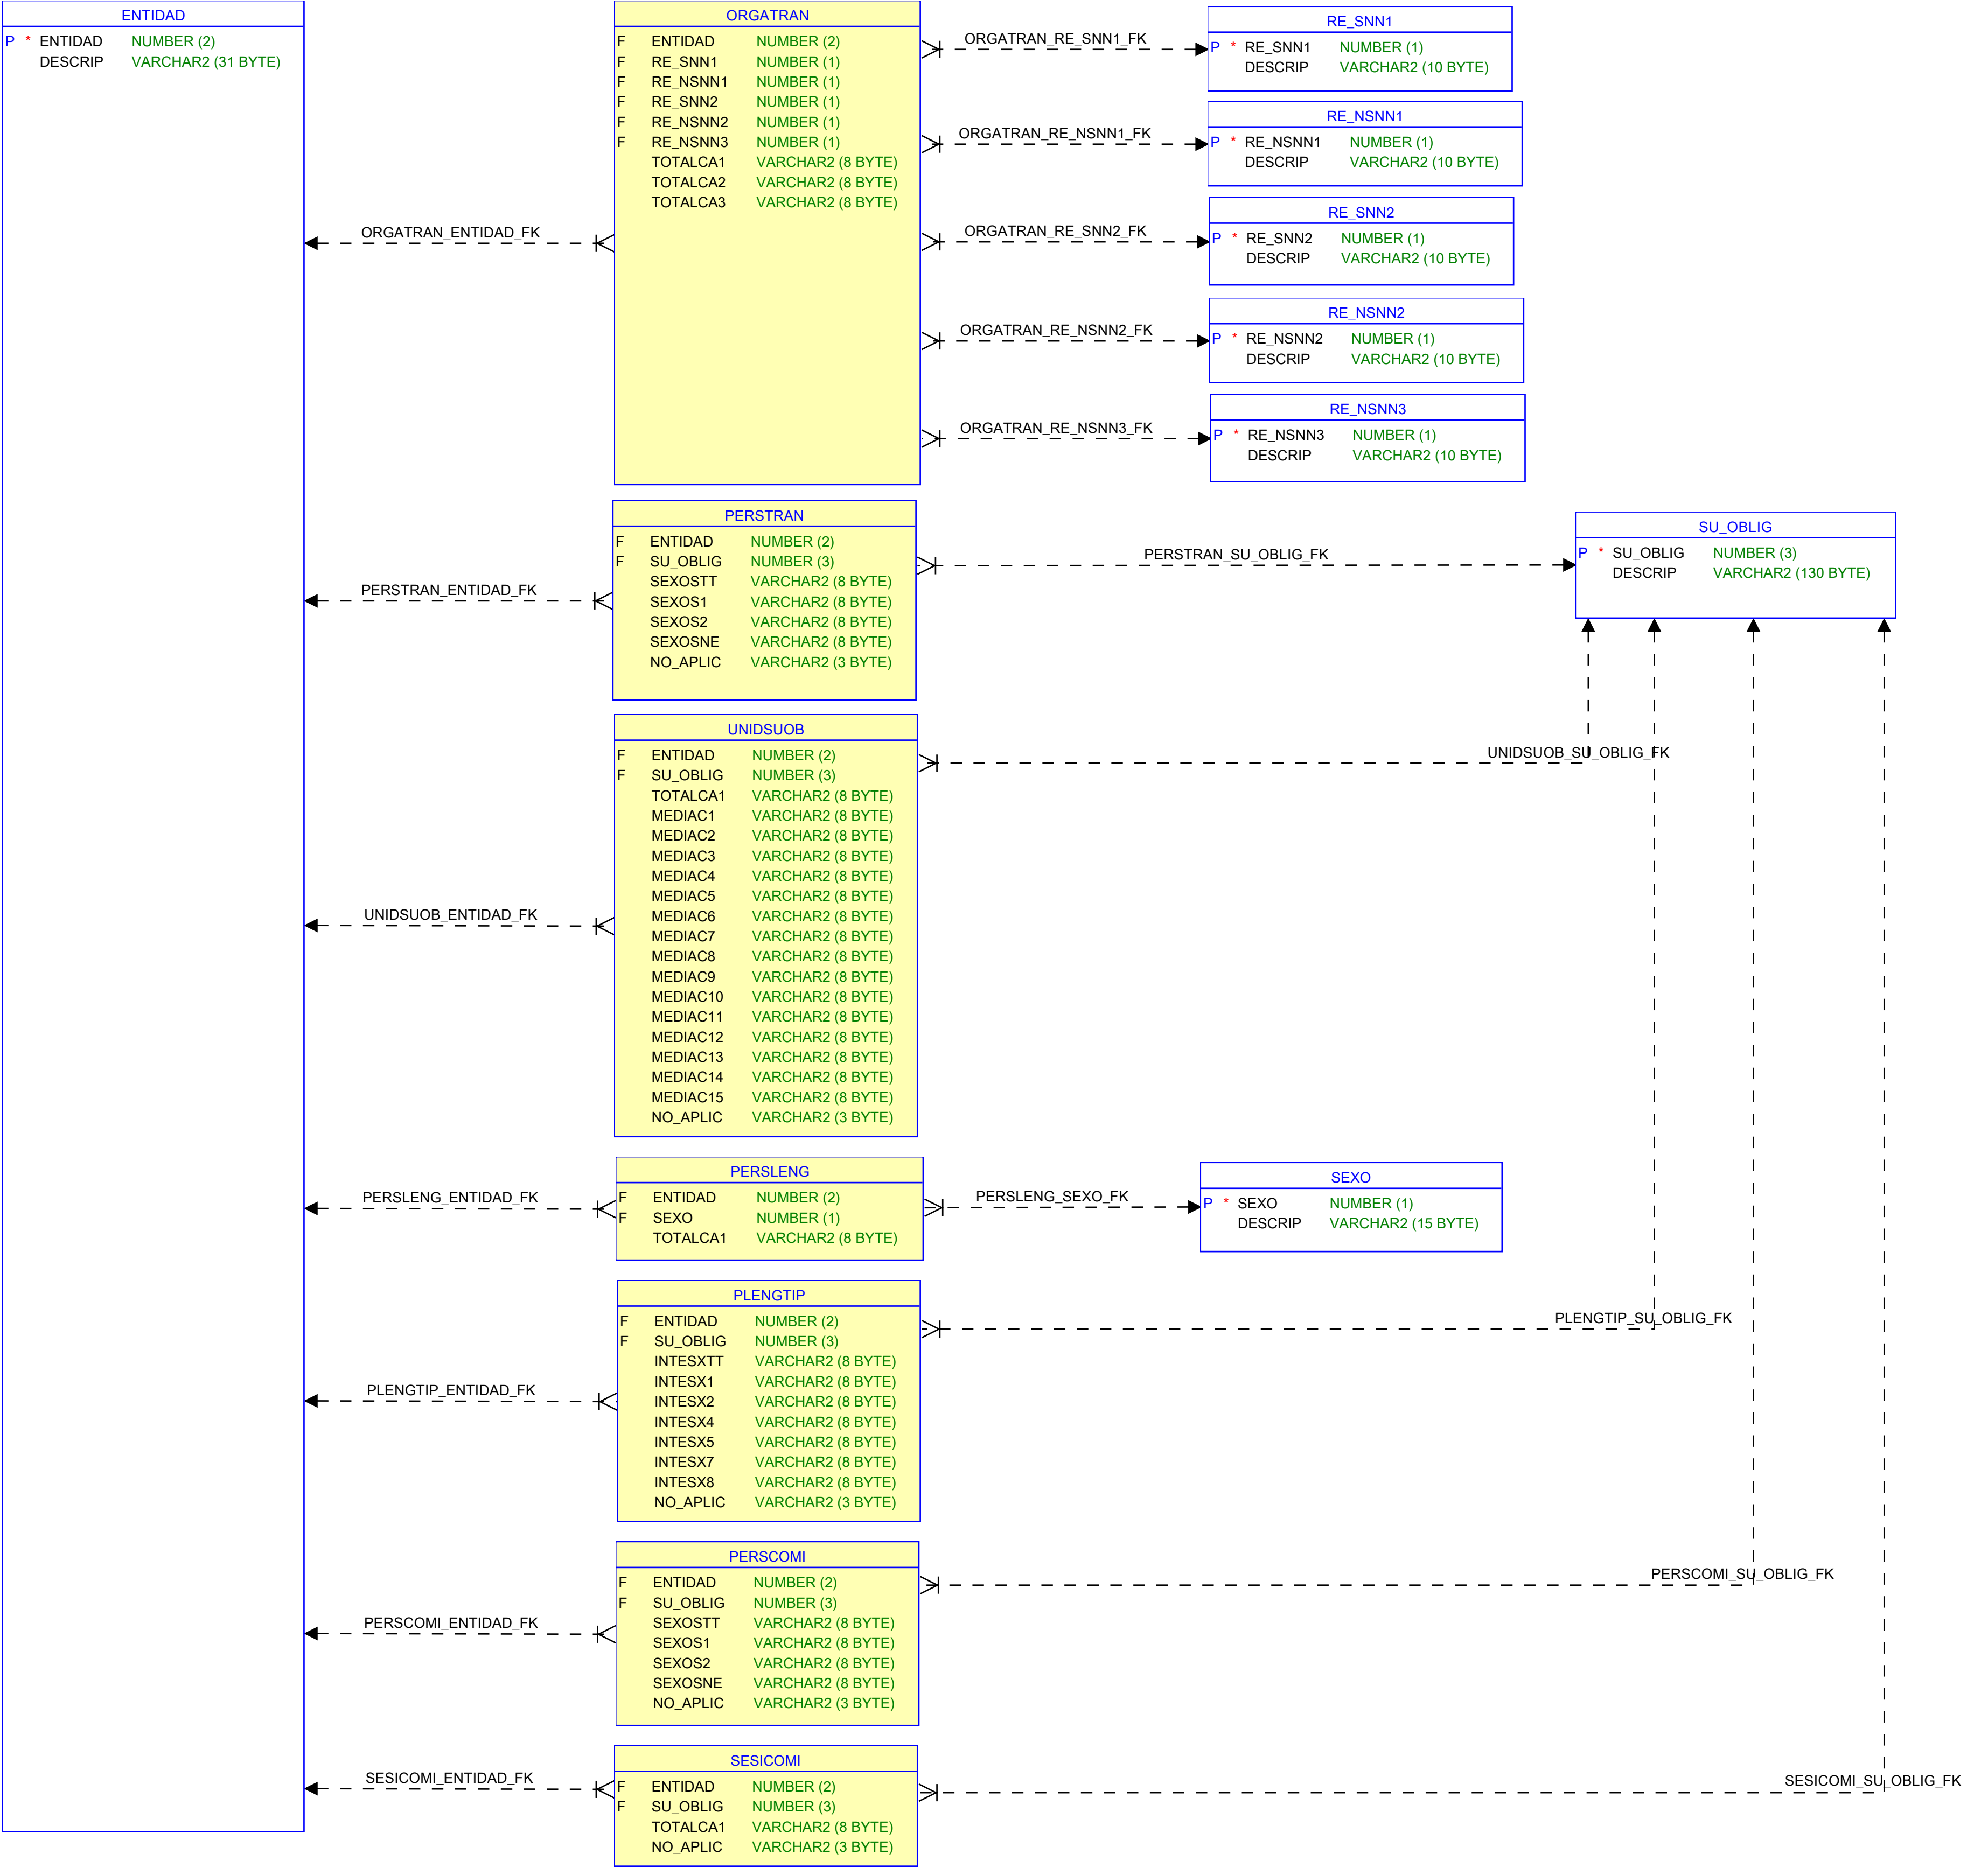 ENTIDAD
P * ENTIDAD NUMBER (2)
DESCRIP VARCHAR2 (31 BYTE)
ORGATRAN_ENTIDAD_FK
PERSTRAN_ENTIDAD_FK
UNIDSUOB_ENTIDAD_FK
PERSLENG_ENTIDAD_FK
PLENGTIP_ENTIDAD_FK
PERSCOMI_ENTIDAD_FK
SESICOMI_ENTIDAD_FK
ORGATRAN
F ENTIDAD NUMBER (2)
F RE_SNN1 NUMBER (1)
F RE_NSNN1 NUMBER (1)
F RE_SNN2 NUMBER (1)
F RE_NSNN2 NUMBER (1)
F RE_NSNN3 NUMBER (1)
TOTALCA1 VARCHAR2 (8 BYTE)
TOTALCA2 VARCHAR2 (8 BYTE)
TOTALCA3 VARCHAR2 (8 BYTE)
ORGATRAN_RE_SNN1_FK
ORGATRAN_RE_NSNN1_FK
ORGATRAN_RE_SNN2_FK
ORGATRAN_RE_NSNN2_FK
ORGATRAN_RE_NSNN3_FK
RE_SNN1
P * RE_SNN1 NUMBER (1)
DESCRIP VARCHAR2 (10 BYTE)
RE_NSNN1
P * RE_NSNN1 NUMBER (1)
DESCRIP VARCHAR2 (10 BYTE)
RE_SNN2
P * RE_SNN2 NUMBER (1)
DESCRIP VARCHAR2 (10 BYTE)
RE_NSNN2
P * RE_NSNN2 NUMBER (1)
DESCRIP VARCHAR2 (10 BYTE)
RE_NSNN3
P * RE_NSNN3 NUMBER (1)
DESCRIP VARCHAR2 (10 BYTE)
PERSTRAN
F ENTIDAD NUMBER (2)
F SU_OBLIG NUMBER (3)
SEXOSTT VARCHAR2 (8 BYTE)
SEXOS1 VARCHAR2 (8 BYTE)
SEXOS2 VARCHAR2 (8 BYTE)
SEXOSNE VARCHAR2 (8 BYTE)
NO_APLIC VARCHAR2 (3 BYTE)
PERSTRAN_SU_OBLIG_FK
SU_OBLIG
P * SU_OBLIG NUMBER (3)
DESCRIP VARCHAR2 (130 BYTE)
UNIDSUOB
F ENTIDAD NUMBER (2)
F SU_OBLIG NUMBER (3)
TOTALCA1 VARCHAR2 (8 BYTE)
MEDIAC1 VARCHAR2 (8 BYTE)
MEDIAC2 VARCHAR2 (8 BYTE)
MEDIAC3 VARCHAR2 (8 BYTE)
MEDIAC4 VARCHAR2 (8 BYTE)
MEDIAC5 VARCHAR2 (8 BYTE)
MEDIAC6 VARCHAR2 (8 BYTE)
MEDIAC7 VARCHAR2 (8 BYTE)
MEDIAC8 VARCHAR2 (8 BYTE)
MEDIAC9 VARCHAR2 (8 BYTE)
MEDIAC10 VARCHAR2 (8 BYTE)
MEDIAC11 VARCHAR2 (8 BYTE)
MEDIAC12 VARCHAR2 (8 BYTE)
MEDIAC13 VARCHAR2 (8 BYTE)
MEDIAC14 VARCHAR2 (8 BYTE)
MEDIAC15 VARCHAR2 (8 BYTE)
NO_APLIC VARCHAR2 (3 BYTE)
UNIDSUOB_SU_OBLIG_FK
PERSLENG
F ENTIDAD NUMBER (2)
F SEXO NUMBER (1)
TOTALCA1 VARCHAR2 (8 BYTE)
PERSLENG_SEXO_FK
SEXO
P * SEXO NUMBER (1)
DESCRIP VARCHAR2 (15 BYTE)
PLENGTIP
F ENTIDAD NUMBER (2)
F SU_OBLIG NUMBER (3)
INTESXTT VARCHAR2 (8 BYTE)
INTESX1 VARCHAR2 (8 BYTE)
INTESX2 VARCHAR2 (8 BYTE)
INTESX4 VARCHAR2 (8 BYTE)
INTESX5 VARCHAR2 (8 BYTE)
INTESX7 VARCHAR2 (8 BYTE)
INTESX8 VARCHAR2 (8 BYTE)
NO_APLIC VARCHAR2 (3 BYTE)
PLENGTIP_SU_OBLIG_FK
PERSCOMI
F ENTIDAD NUMBER (2)
F SU_OBLIG NUMBER (3)
SEXOSTT VARCHAR2 (8 BYTE)
SEXOS1 VARCHAR2 (8 BYTE)
SEXOS2 VARCHAR2 (8 BYTE)
SEXOSNE VARCHAR2 (8 BYTE)
NO_APLIC VARCHAR2 (3 BYTE)
PERSCOMI_SU_OBLIG_FK
SESICOMI
F ENTIDAD NUMBER (2)
F SU_OBLIG NUMBER (3)
TOTALCA1 VARCHAR2 (8 BYTE)
NO_APLIC VARCHAR2 (3 BYTE)
SESICOMI_SU_OBLIG_FK